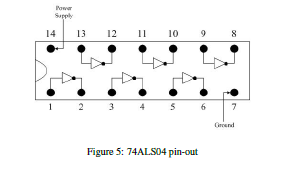 Power
Supply
14 13 12 11 10 9 8
1 2 3 4 5 6 7
Ground
Figure 5: 74ALS04 pin-out